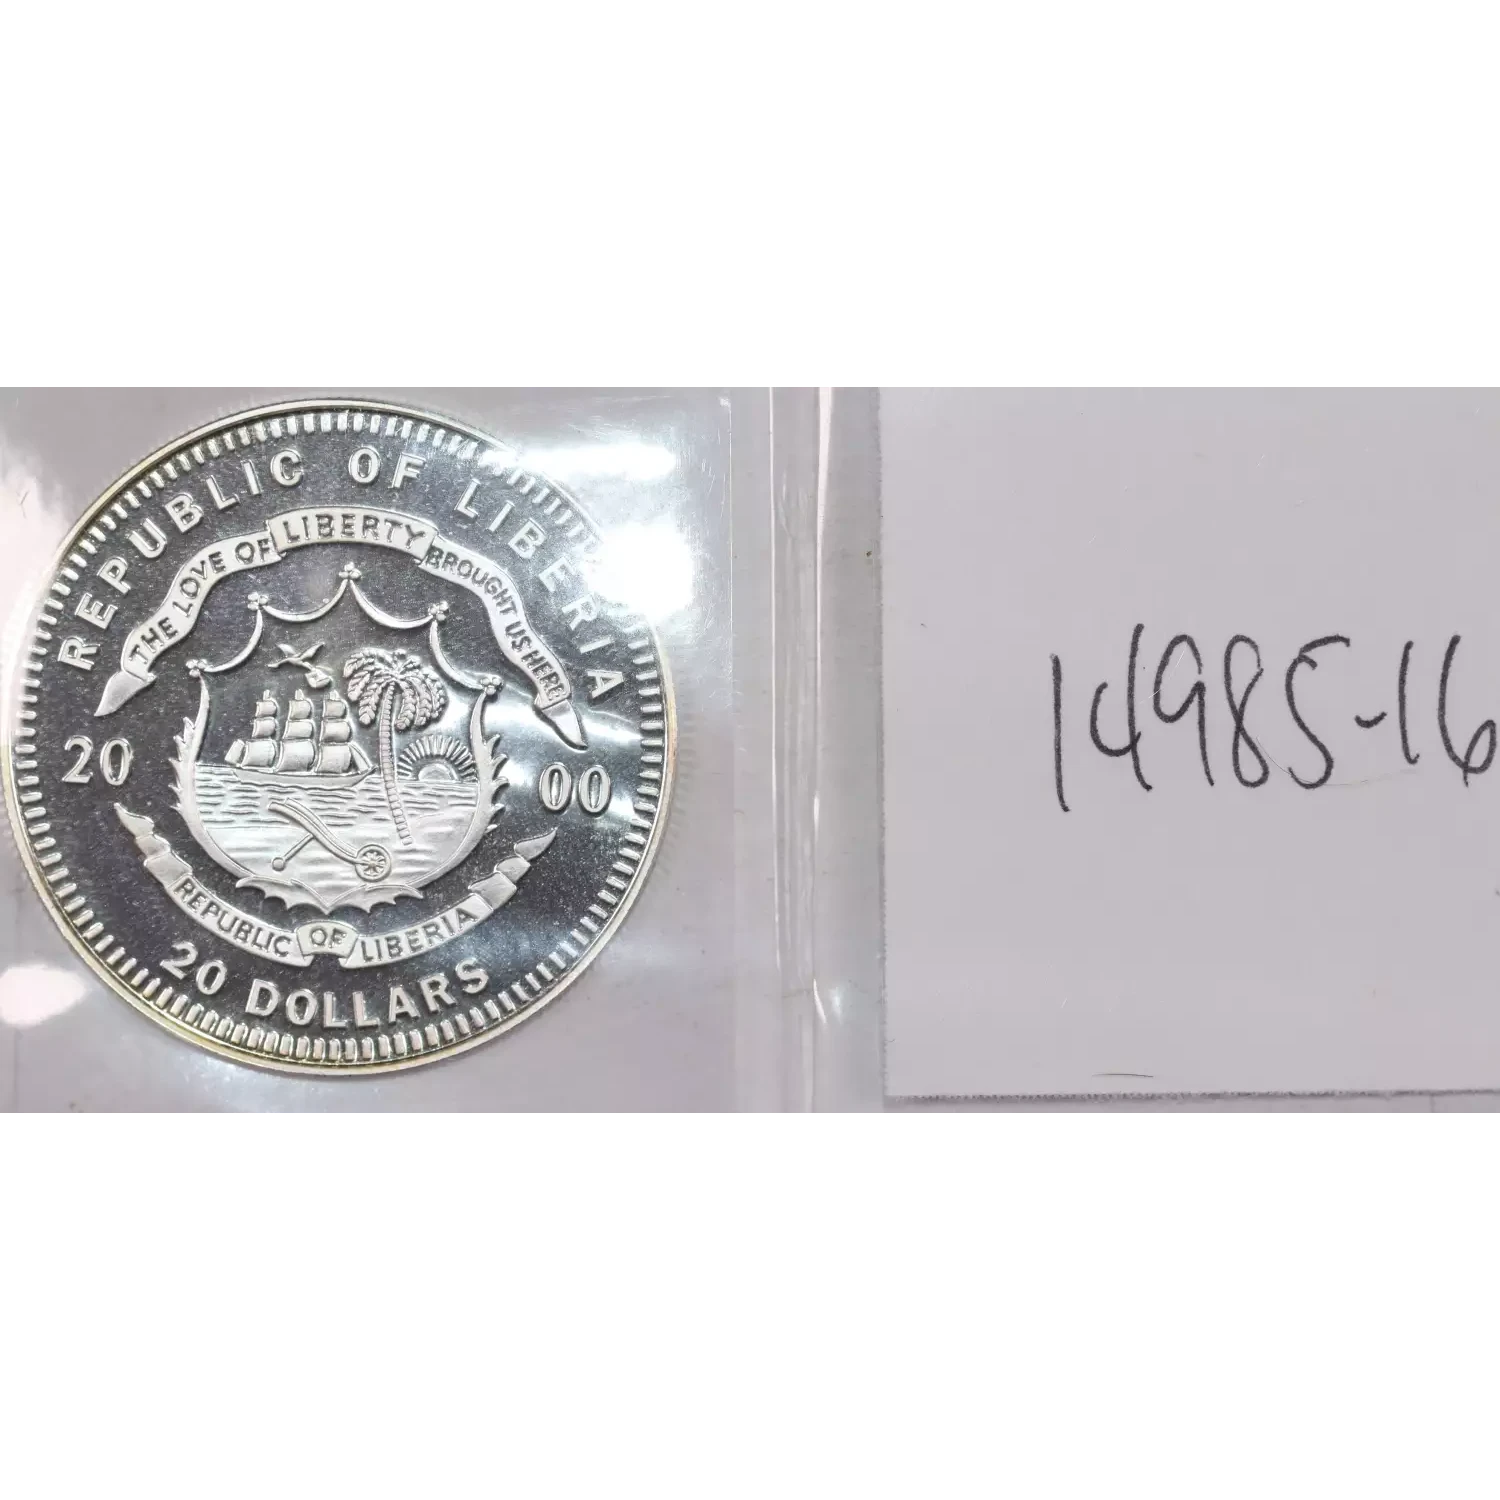 REPUBLIC OF LIBERIA
THE LOVE OF LIBERTY BROUGHT US HERE
20 00
REPUBLIC OF LIBERIA
20 DOLLARS
14985-16